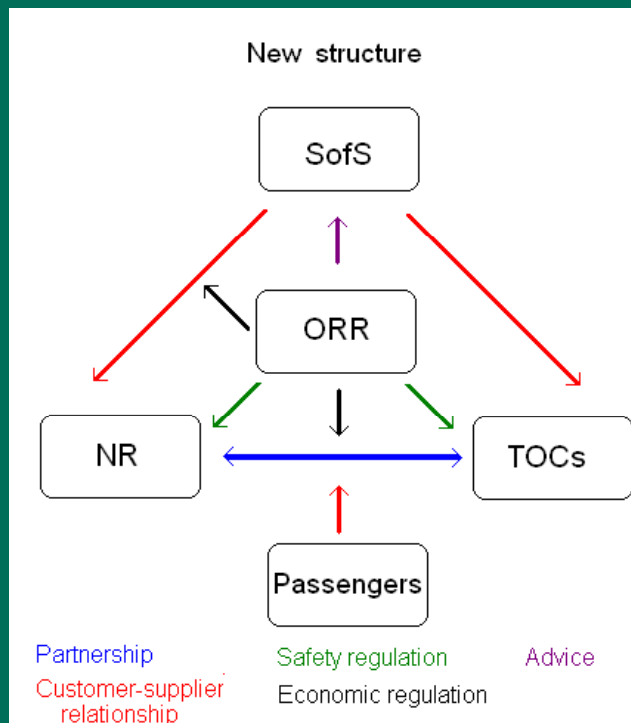 New structure
SofS
ORR
NR
TOCs
Passengers
Partnership
Safety regulation
Advice
Customer-supplier
relationship
Economic regulation